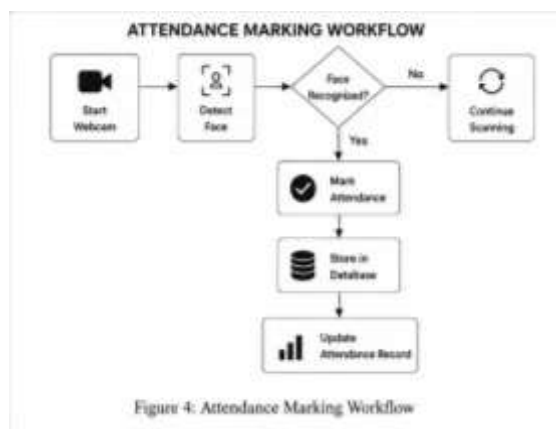 ATTENDANCE MARKING WORKFLOW
Start
Webcam
Detect
Face
Face
Recognized?
No
Continue
Scanning
Yes
Mark
Attendance
Store in
Database
Update
Attendance Record
Figure 4: Attendance Marking Workflow